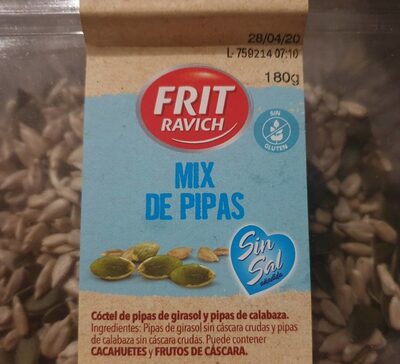 28/04/20
L-759214 07:10
180g
FRIT
RAVICH
SIN
GLUTEN
MIX
DE PIPAS
Sin
Sal
añadida
Cóctel de pipas de girasol y pipas de calabaza.
Ingredientes: Pipas de girasol sin cáscara crudas y pipas
de calabaza sin cáscara crudas. Puede contener
CACAHUETES y FRUTOS DE CÁSCARA.